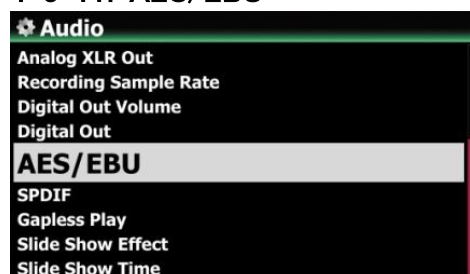 Audio
Analog XLR Out
Recording Sample Rate
Digital Out Volume
Digital Out
AES/EBU
SPDIF
Gapless Play
Slide Show Effect
Slide Show Time